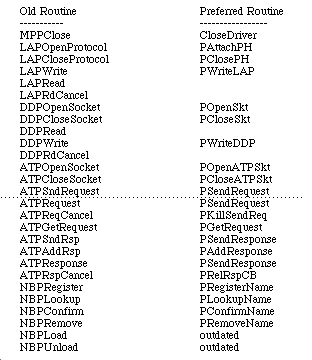 Old Routine Preferred Routine
----------- -----------------
MPPClose CloseDriver
LAPOpenProtocol PAttachPH
LAPCloseProtocol PClosePH
LAPWrite PWriteLAP
LAPRead
LAPRdCancel
DDPOpenSocket POpenSkt
DDPCloseSocket PCloseSkt
DDPRead
DDPWrite PWriteDDP
DDPRdCancel
ATPOpenSocket POpenATPSkt
ATPCloseSocket PCloseATPSkt
ATPSndRequest PSendRequest
ATPRequest PSendRequest
ATPReqCancel PKillSendReq
ATPGetRequest PGetRequest
ATPSndRsp PSendResponse
ATPAddRsp PAddResponse
ATPResponse PSendResponse
ATPRspCancel PRelRspCB
NBPRegister PRegisterName
NBPLookup PLookupName
NBPConfirm PConfirmName
NBPRemove PRemoveName
NBPLoad outdated
NBPUnload outdated